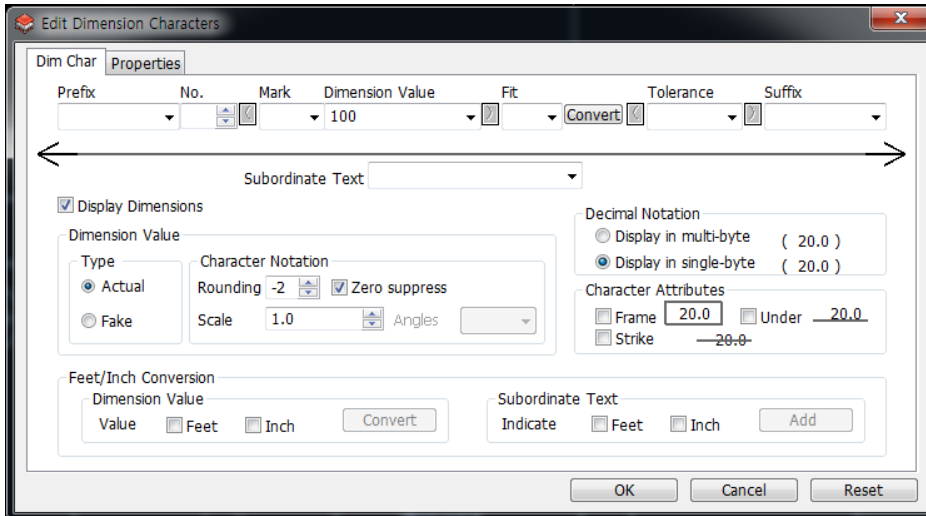 Edit Dimension Characters
Dim Char Properties
Prefix No. Mark Dimension Value Fit Tolerance Suffix
100 Convert
Subordinate Text
Display Dimensions
Decimal Notation
Display in multi-byte ( 20.0 )
Display in single-byte ( 20.0 )
Dimension Value
Type
Actual
Fake
Character Notation
Rounding -2 Zero suppress
Scale 1.0 Angles
Character Attributes
Frame 20.0 Under 20.0
Strike 20.0
Feet/Inch Conversion
Dimension Value
Value Feet Inch Convert
Subordinate Text
Indicate Feet Inch Add
OK Cancel Reset